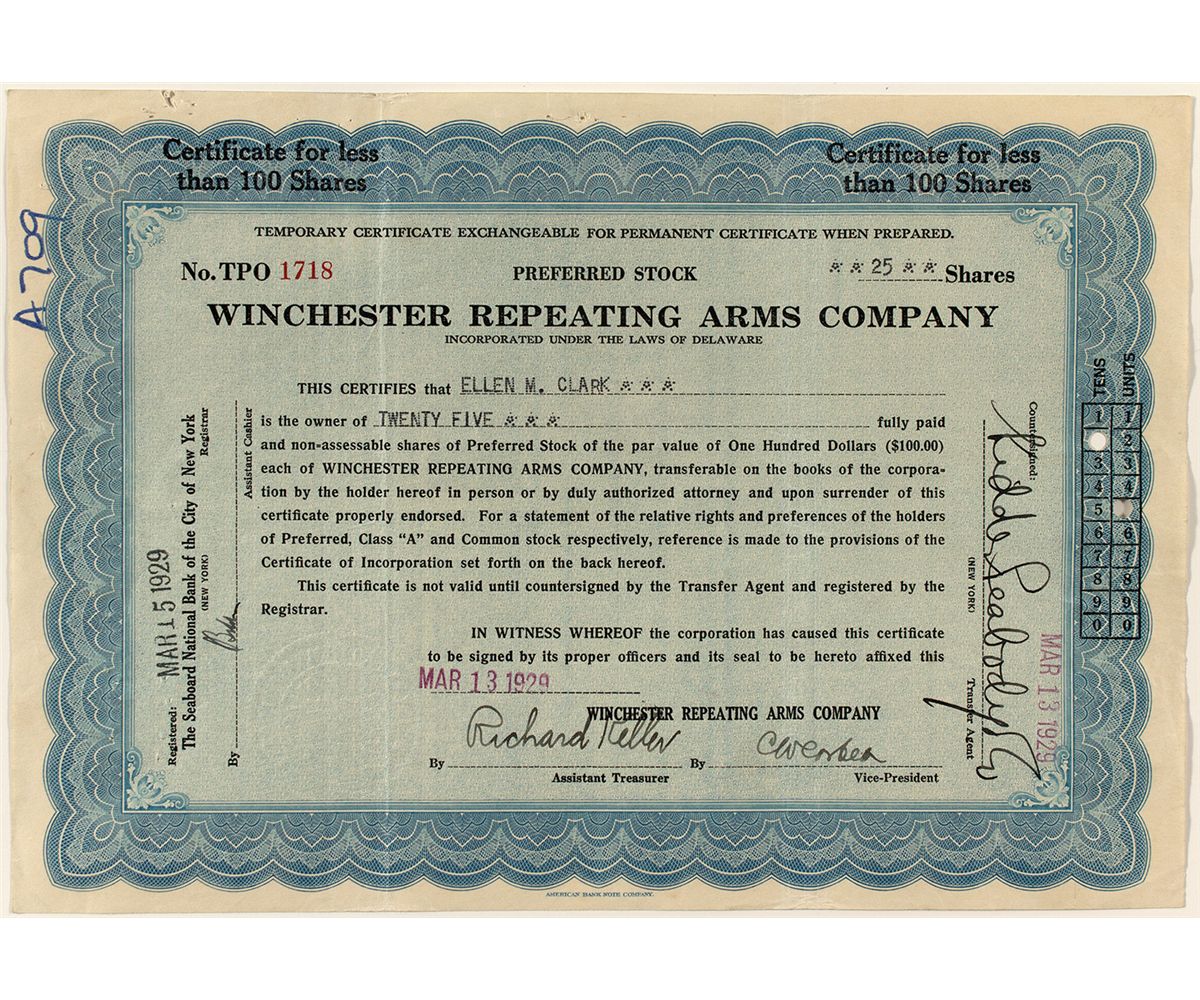 Certificate for less
than 100 Shares
Certificate for less
than 100 Shares
A709
TEMPORARY CERTIFICATE EXCHANGEABLE FOR PERMANENT CERTIFICATE WHEN PREPARED.
No. TPO 1718 PREFERRED STOCK ** 25 ** Shares
WINCHESTER REPEATING ARMS COMPANY
INCORPORATED UNDER THE LAWS OF DELAWARE
THIS CERTIFIES that ELLEN M. CLARK ***
is the owner of TWENTY FIVE *** fully paid
and non-assessable shares of Preferred Stock of the par value of One Hundred Dollars ($100.00)
each of WINCHESTER REPEATING ARMS COMPANY, transferable on the books of the corpora-
tion by the holder hereof in person or by duly authorized attorney and upon surrender of this
certificate properly endorsed. For a statement of the relative rights and preferences of the holders
of Preferred, Class "A" and Common stock respectively, reference is made to the provisions of the
Certificate of Incorporation set forth on the back hereof.
This certificate is not valid until countersigned by the Transfer Agent and registered by the
Registrar.
IN WITNESS WHEREOF the corporation has caused this certificate
to be signed by its proper officers and its seal to be hereto affixed this
MAR 13 1929
WINCHESTER REPEATING ARMS COMPANY
By Richard Keller
Assistant Treasurer
By
Vice-President
Registered: MAR 15 1929
The Seaboard National Bank of the City of New York
(NEW YORK) Registrar
By
Assistant Cashier
Countersigned:
Kidder Peabody
(NEW YORK)
Transfer Agent
MAR 13 1929
TENS UNITS
1 1
2
3 3
4 4
5
6 6
7 7
8 8
9 9
0 0
AMERICAN BANK NOTE COMPANY.